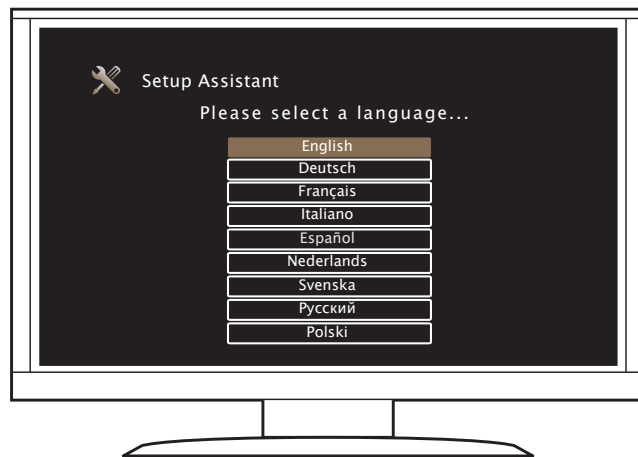 Setup Assistant
Please select a language...
English
Deutsch
Français
Italiano
Español
Nederlands
Svenska
Русский
Polski